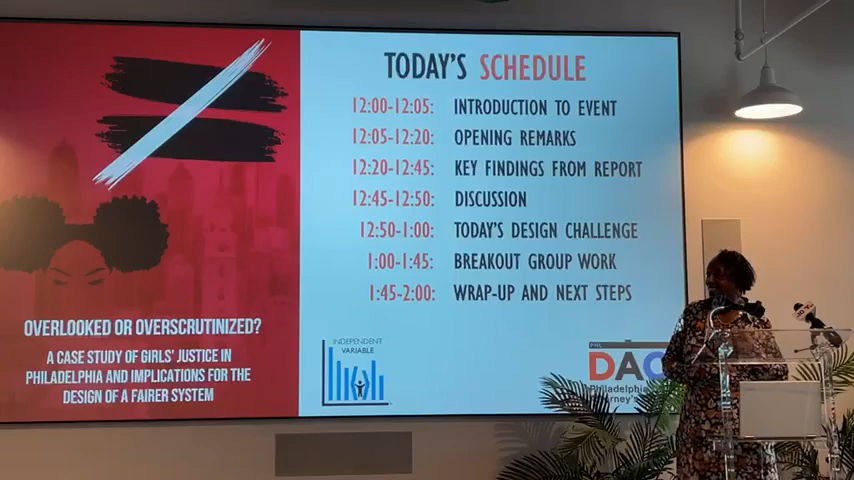 OVERLOOKED OR OVERSCRUTINIZED?
A CASE STUDY OF GIRLS' JUSTICE IN
PHILADELPHIA AND IMPLICATIONS FOR THE
DESIGN OF A FAIRER SYSTEM
TODAY'S SCHEDULE
12:00-12:05: INTRODUCTION TO EVENT
12:05-12:20: OPENING REMARKS
12:20-12:45: KEY FINDINGS FROM REPORT
12:45-12:50: DISCUSSION
12:50-1:00: TODAY'S DESIGN CHALLENGE
1:00-1:45: BREAKOUT GROUP WORK
1:45-2:00: WRAP-UP AND NEXT STEPS
INDEPENDENT
VARIABLE
PHL
DAO
Philadelphia